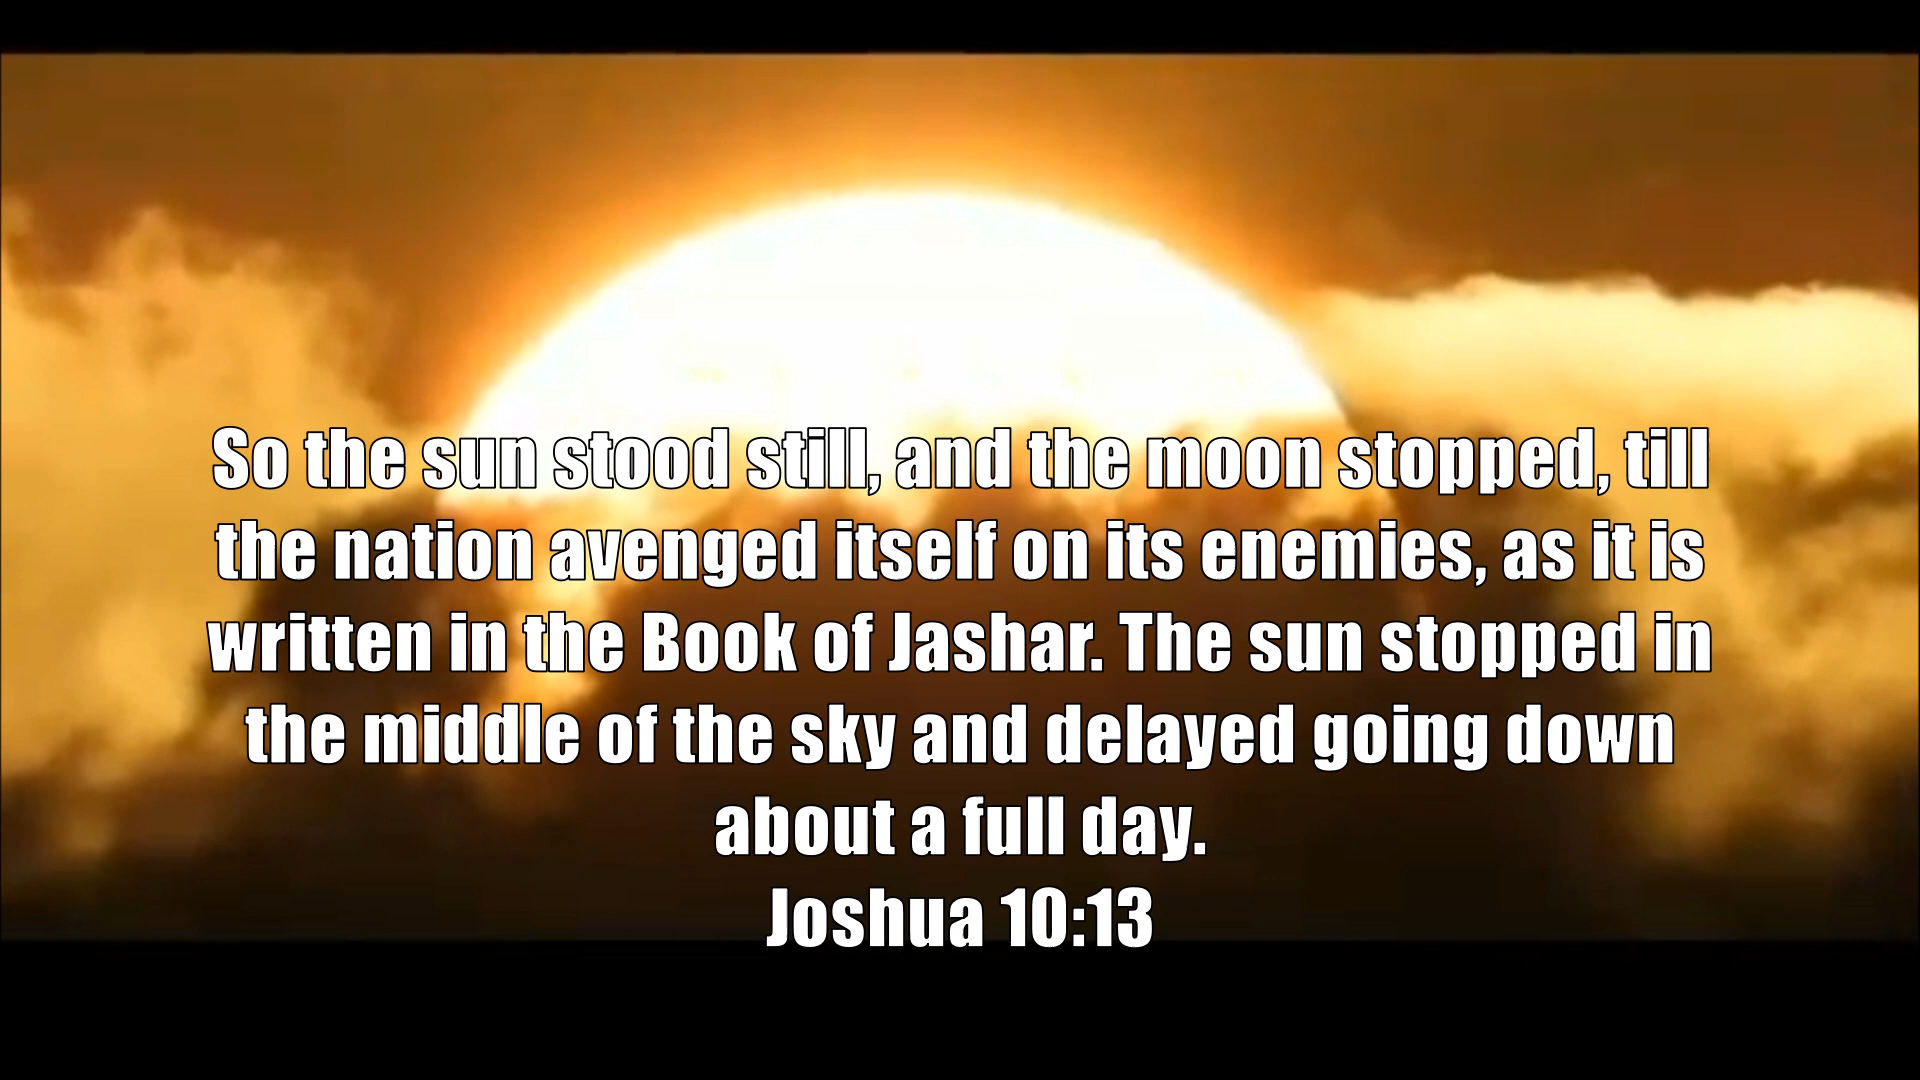 So the sun stood still, and the moon stopped, till
the nation avenged itself on its enemies, as it is
written in the Book of Jashar. The sun stopped in
the middle of the sky and delayed going down
about a full day.
Joshua 10:13